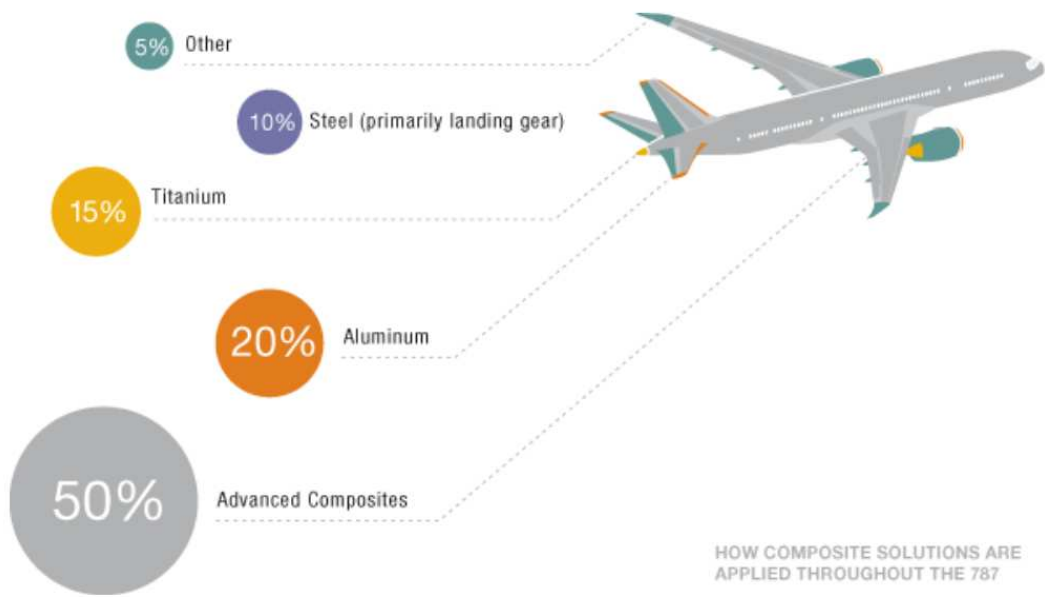 5% Other
10% Steel (primarily landing gear)
15% Titanium
20% Aluminum
50% Advanced Composites
HOW COMPOSITE SOLUTIONS ARE
APPLIED THROUGHOUT THE 787